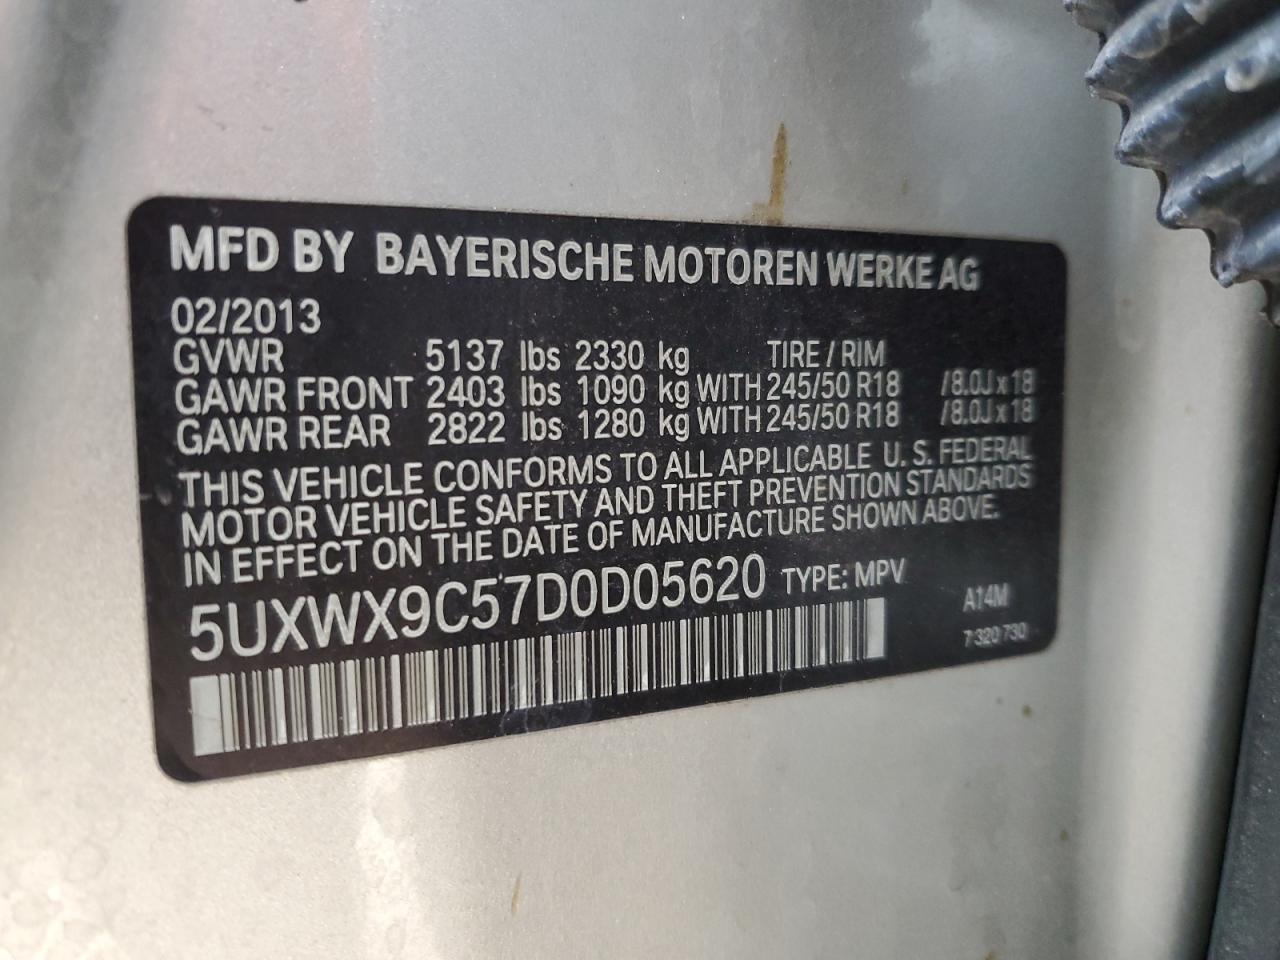 MFD BY BAYERISCHE MOTOREN WERKE AG
02/2013
GVWR 5137 lbs 2330 kg TIRE / RIM
GAWR FRONT 2403 lbs 1090 kg WITH 245/50 R18 /8.0J x 18
GAWR REAR 2822 lbs 1280 kg WITH 245/50 R18 /8.0J x 18
THIS VEHICLE CONFORMS TO ALL APPLICABLE U. S. FEDERAL
MOTOR VEHICLE SAFETY AND THEFT PREVENTION STANDARDS
IN EFFECT ON THE DATE OF MANUFACTURE SHOWN ABOVE.
5UXWX9C57D0D05620 TYPE: MPV
A14M
7 320 730